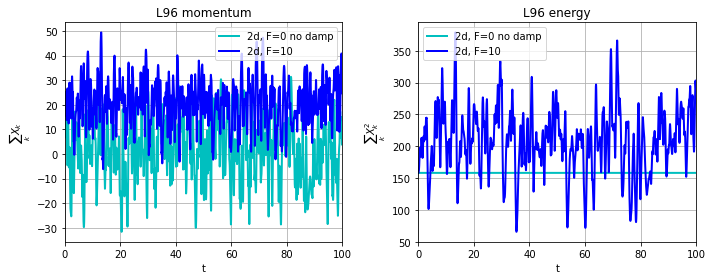 L96 momentum
2d, F=0 no damp
2d, F=10
50
40
30
20
10
0
−10
−20
−30
0 20 40 60 80 100
t
∑ₖ Xₖ
L96 energy
2d, F=0 no damp
2d, F=10
350
300
250
200
150
100
50
0 20 40 60 80 100
t
∑ₖ Xₖ²